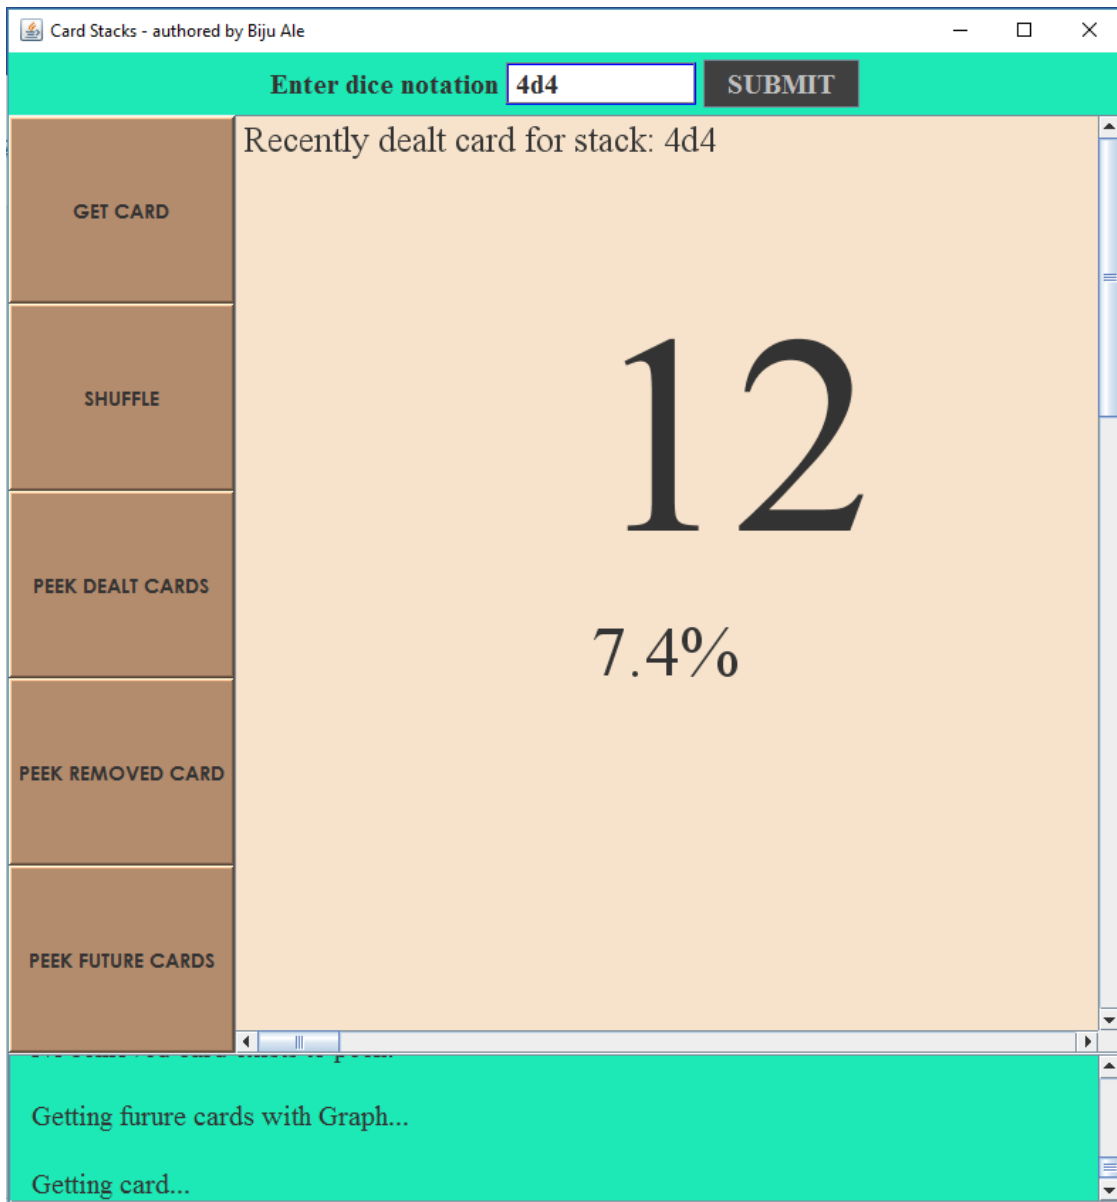 Card Stacks - authored by Biju Ale
Enter dice notation 4d4 SUBMIT
GET CARD
SHUFFLE
PEEK DEALT CARDS
PEEK REMOVED CARD
PEEK FUTURE CARDS
Recently dealt card for stack: 4d4
12
7.4%
Getting furure cards with Graph...
Getting card...